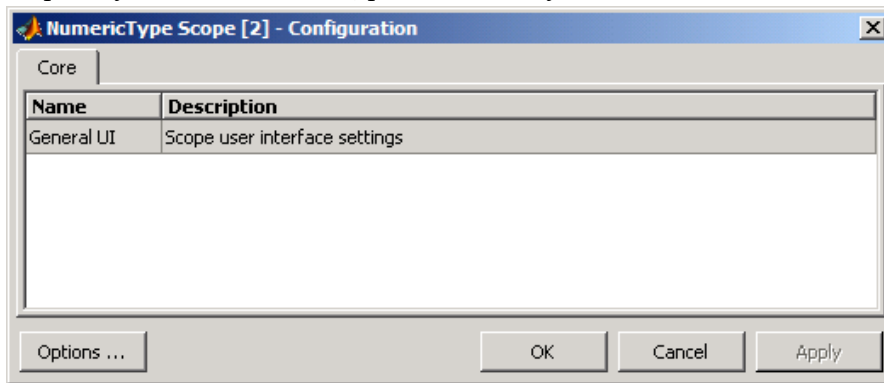 NumericType Scope [2] - Configuration
Core
Name Description
General UI Scope user interface settings
Options ... OK Cancel Apply